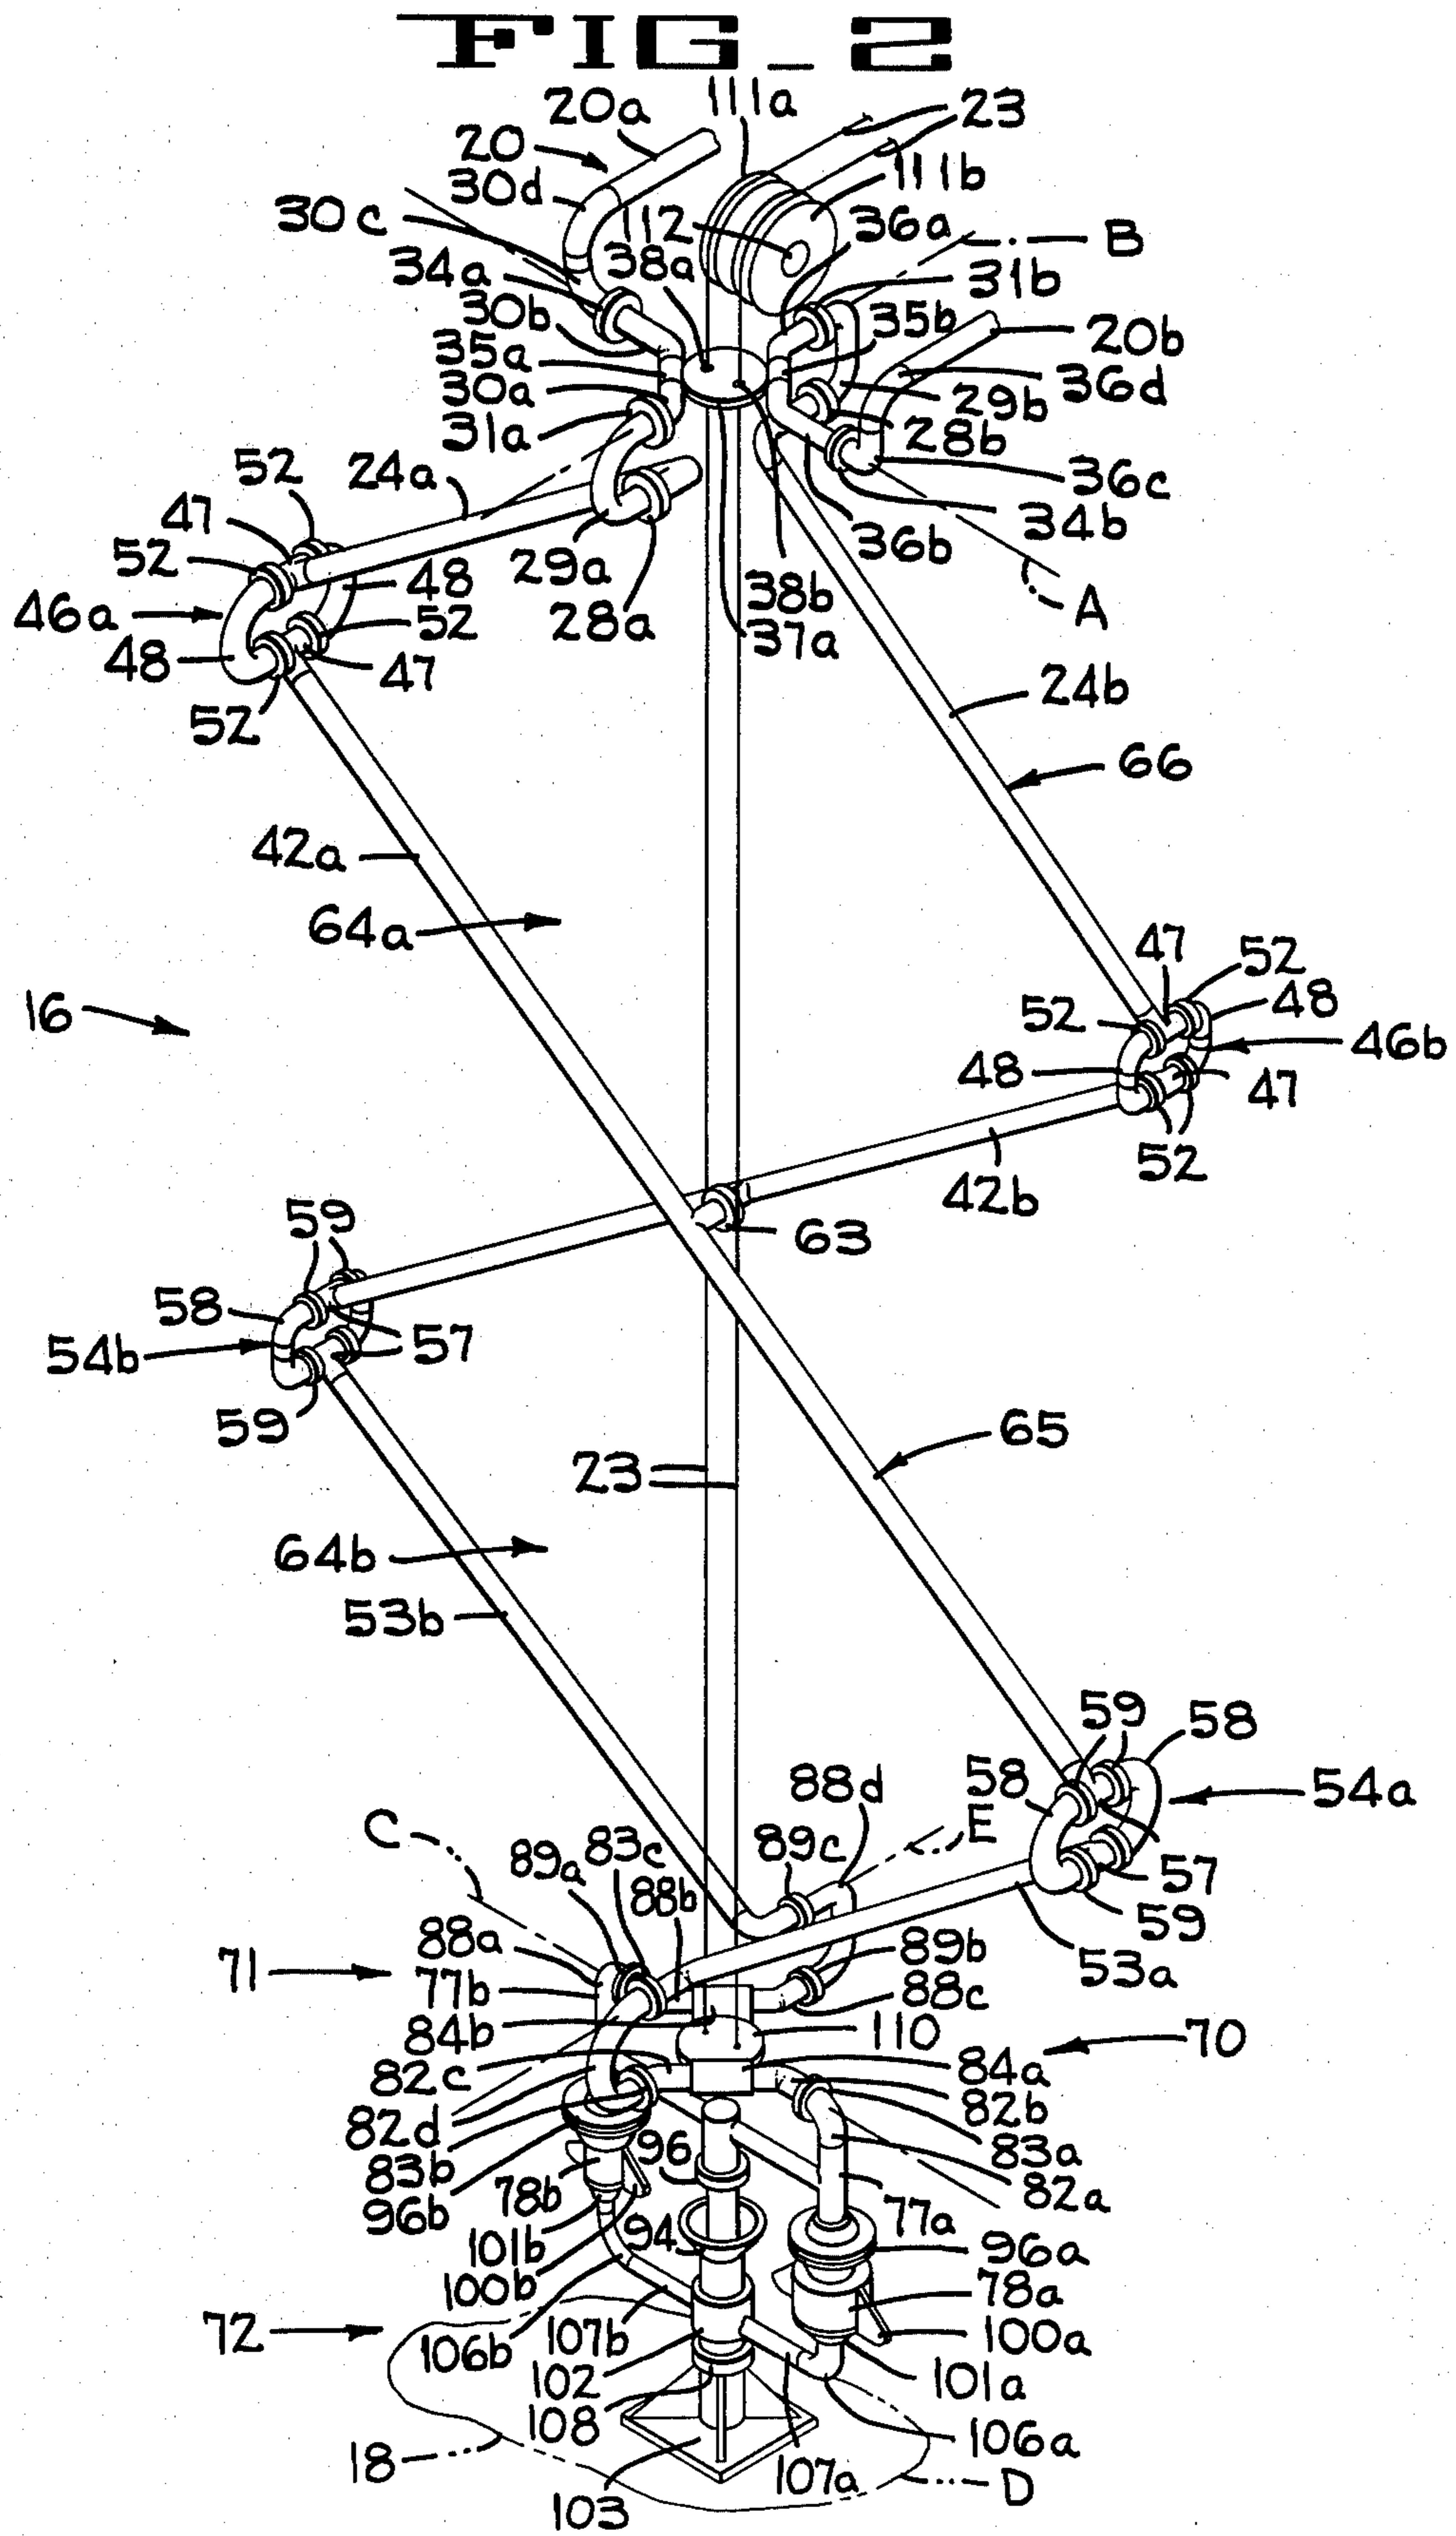 FIG_2
20a
111a
23
20
30d
111b
30c
112
36a
B
34a
38a
31b
30b
35b
20b
35a
36d
30a
29b
31a
28b
52
24a
36c
47
34b
52
29a
48
36b
46a
28a
52
38b
A
48
47
37a
52
24b
66
42a
64a
47
52
16
52
48
46b
48
47
52
42b
59
63
58
54b
57
59
65
23
64b
53b
59
58
88d
58
54a
C
E
89c
83c
89a
88b
57
59
88a
89b
53a
71
77b
88c
84b
110
70
82c
84a
82b
82d
83a
83b
96
82a
96b
78b
77a
101b
94
96a
100b
78a
72
107b
100a
106b
102
101a
108
106a
18
107a
D
103